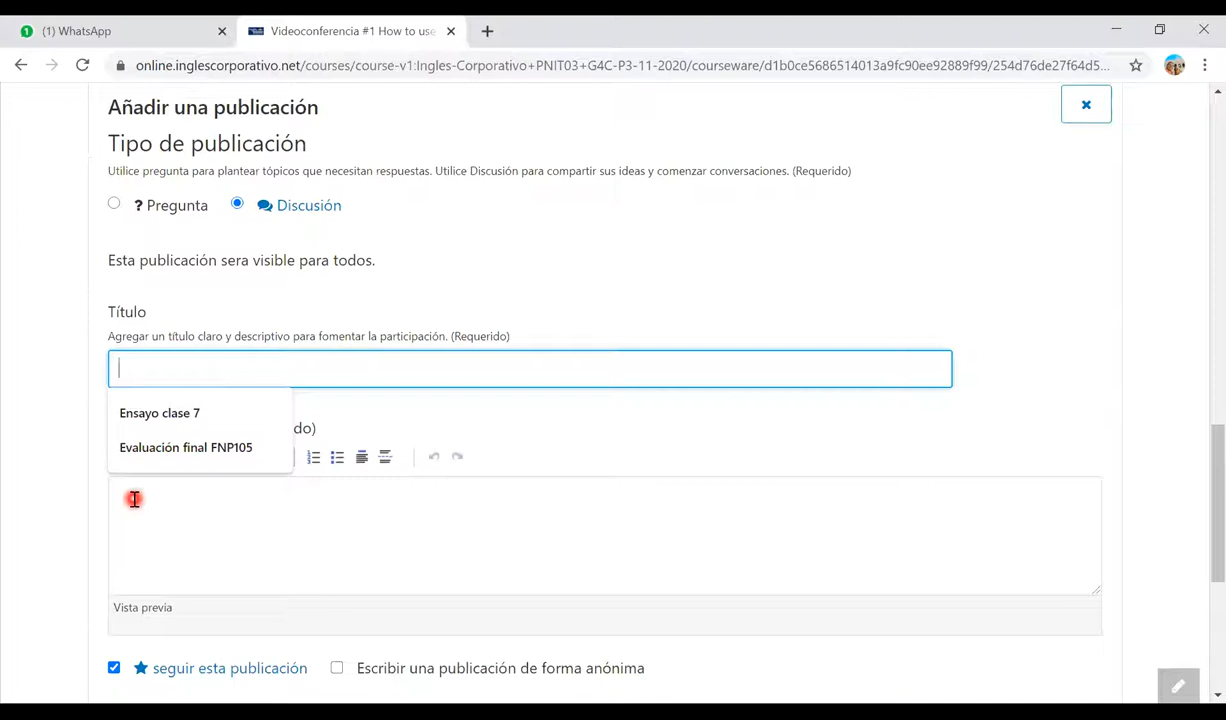 (1) WhatsApp
Videoconferencia #1 How to use
online.inglescorporativo.net/courses/course-v1:Ingles-Corporativo+PNIT03+G4C-P3-11-2020/courseware/d1b0ce5686514013a9fc90ee92889f99/254d76de27f64d5...
Añadir una publicación
Tipo de publicación
Utilice pregunta para plantear tópicos que necesitan respuestas. Utilice Discusión para compartir sus ideas y comenzar conversaciones. (Requerido)
? Pregunta
Discusión
Esta publicación sera visible para todos.
Título
Agregar un título claro y descriptivo para fomentar la participación. (Requerido)
Ensayo clase 7
do)
Evaluación final FNP105
Vista previa
seguir esta publicación
Escribir una publicación de forma anónima